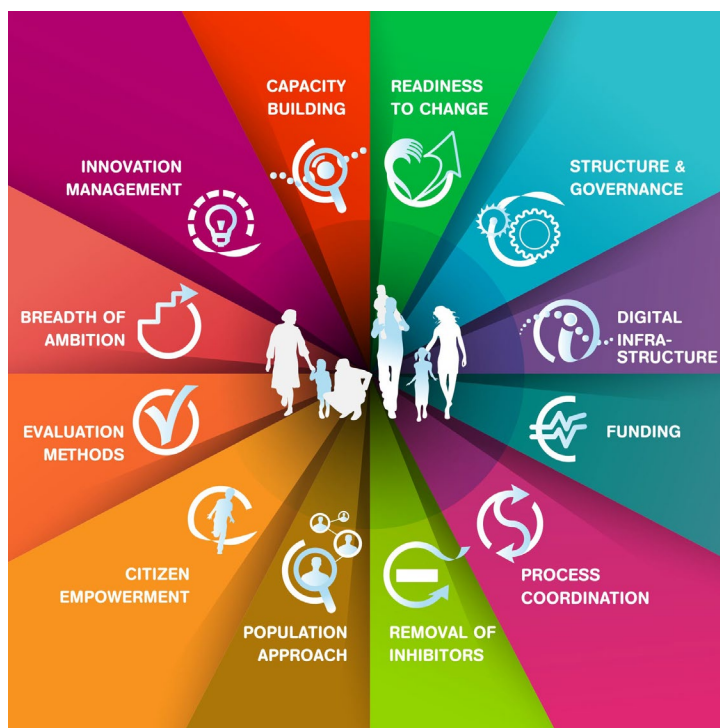 CAPACITY
BUILDING
READINESS
TO CHANGE
STRUCTURE &
GOVERNANCE
DIGITAL
INFRA-
STRUCTURE
FUNDING
PROCESS
COORDINATION
REMOVAL OF
INHIBITORS
POPULATION
APPROACH
CITIZEN
EMPOWERMENT
EVALUATION
METHODS
BREADTH OF
AMBITION
INNOVATION
MANAGEMENT